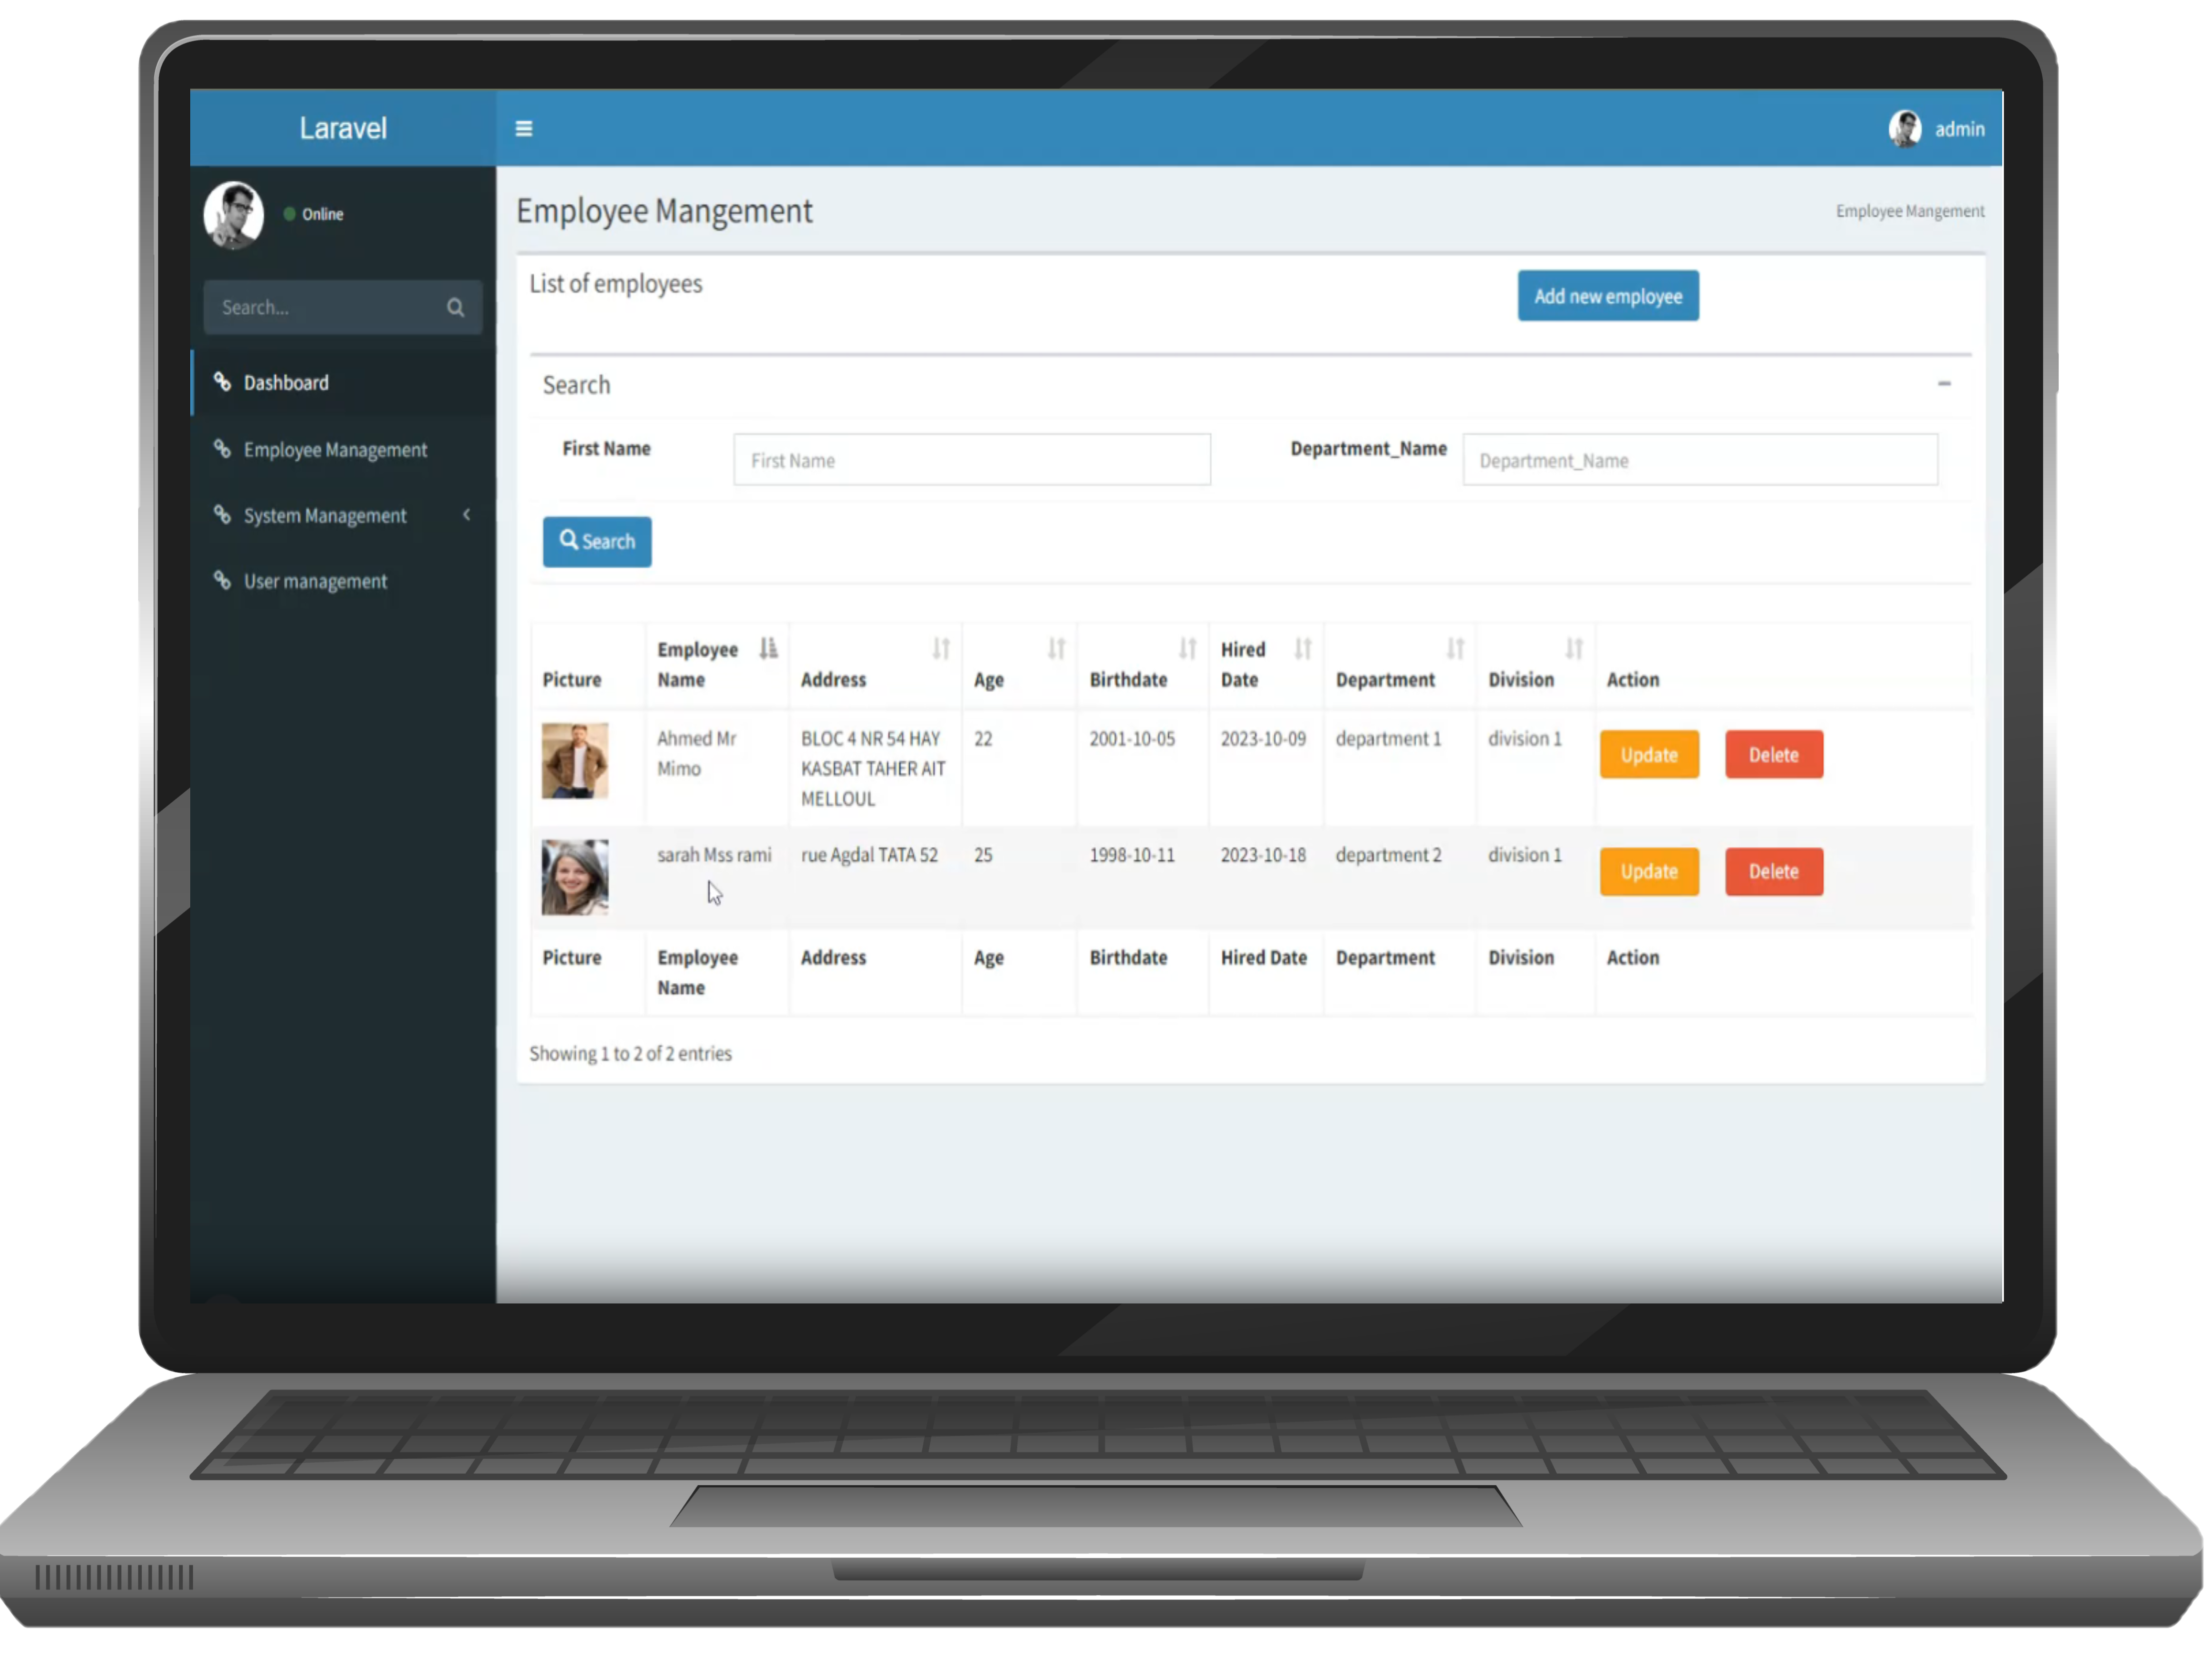 Laravel
admin
Online
Search...
Dashboard
Employee Management
System Management
User management
Employee Mangement
Employee Mangement
List of employees
Add new employee
Search
First Name
First Name
Department_Name
Department_Name
Search
Picture
Employee
Name
Address
Age
Birthdate
Hired
Date
Department
Division
Action
Ahmed Mr
Mimo
BLOC 4 NR 54 HAY
KASBAT TAHER AIT
MELLOUL
22
2001-10-05
2023-10-09
department 1
division 1
Update
Delete
sarah Mss rami
rue Agdal TATA 52
25
1998-10-11
2023-10-18
department 2
division 1
Update
Delete
Picture
Employee
Name
Address
Age
Birthdate
Hired Date
Department
Division
Action
Showing 1 to 2 of 2 entries